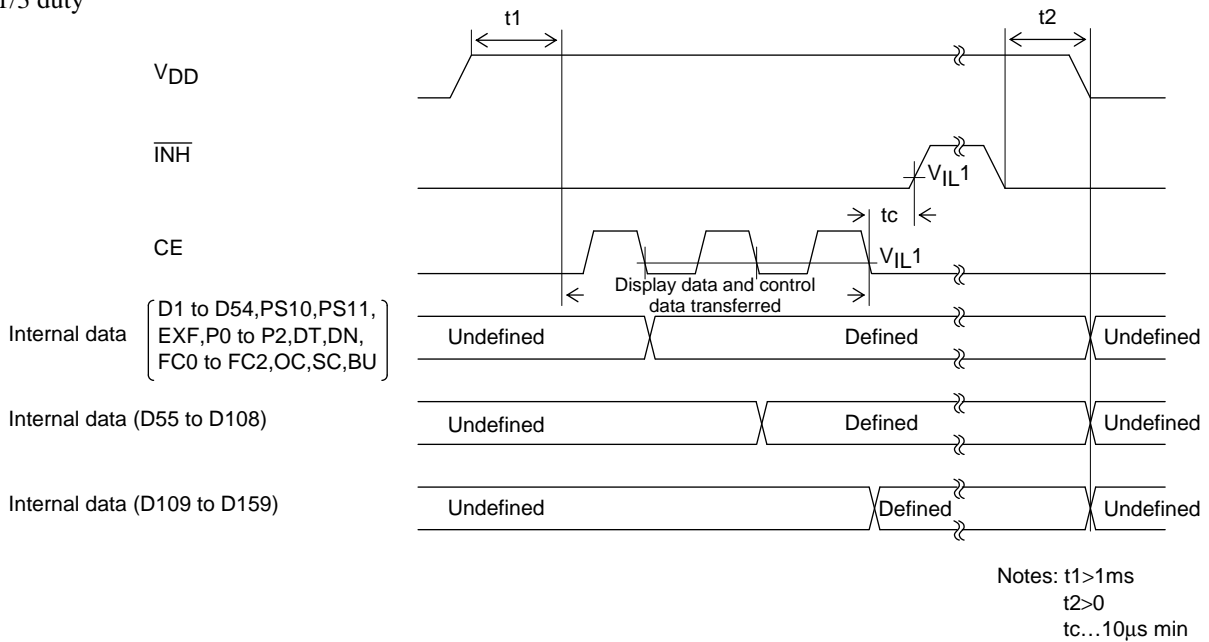 1/3 duty
t1
t2
VDD
INH
VIL1
tc
CE
VIL1
Display data and control
data transferred
Internal data
D1 to D54,PS10,PS11,
EXF,P0 to P2,DT,DN,
FC0 to FC2,OC,SC,BU
Undefined
Defined
Undefined
Internal data (D55 to D108)
Undefined
Defined
Undefined
Internal data (D109 to D159)
Undefined
Defined
Undefined
Notes: t1>1ms
t2>0
tc…10μs min